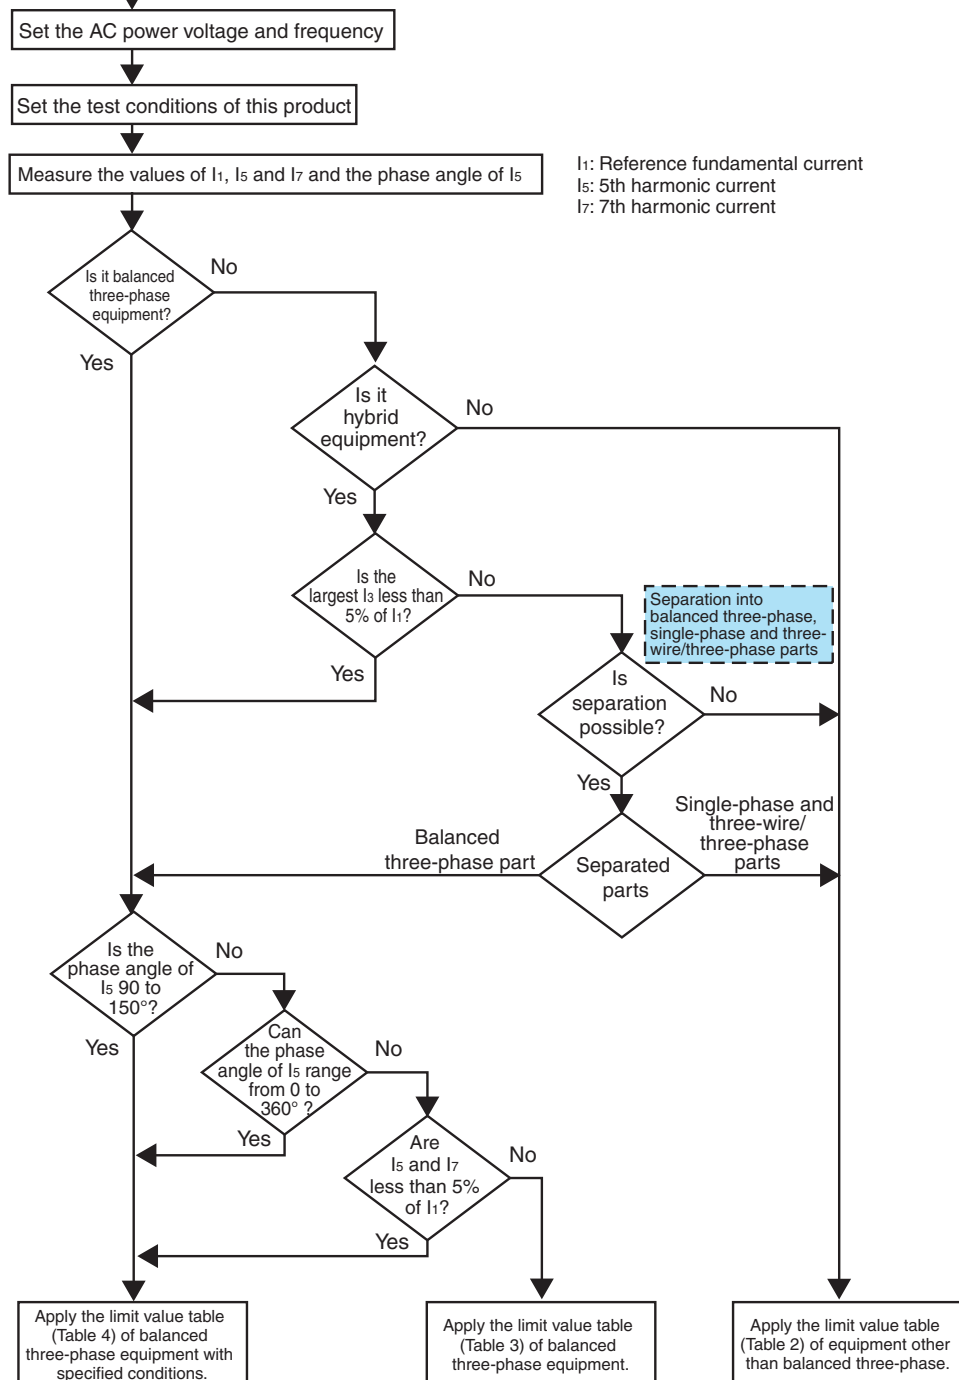 Set the AC power voltage and frequency
Set the test conditions of this product
Measure the values of I1, I5 and I7 and the phase angle of I5
I1: Reference fundamental current
I5: 5th harmonic current
I7: 7th harmonic current
Is it balanced
three-phase
equipment?
No
Yes
Is it
hybrid
equipment?
No
Yes
Is the
largest I3 less than
5% of I1?
No
Yes
Separation into
balanced three-phase,
single-phase and three-
wire/three-phase parts
Is
separation
possible?
No
Yes
Separated
parts
Balanced
three-phase part
Single-phase and
three-wire/
three-phase
parts
Is the
phase angle of
I5 90 to
150°?
No
Yes
Can
the phase
angle of I5 range
from 0 to
360° ?
No
Yes
Are
I5 and I7
less than 5%
of I1?
No
Yes
Apply the limit value table
(Table 4) of balanced
three-phase equipment with
specified conditions.
Apply the limit value table
(Table 3) of balanced
three-phase equipment.
Apply the limit value table
(Table 2) of equipment other
than balanced three-phase.